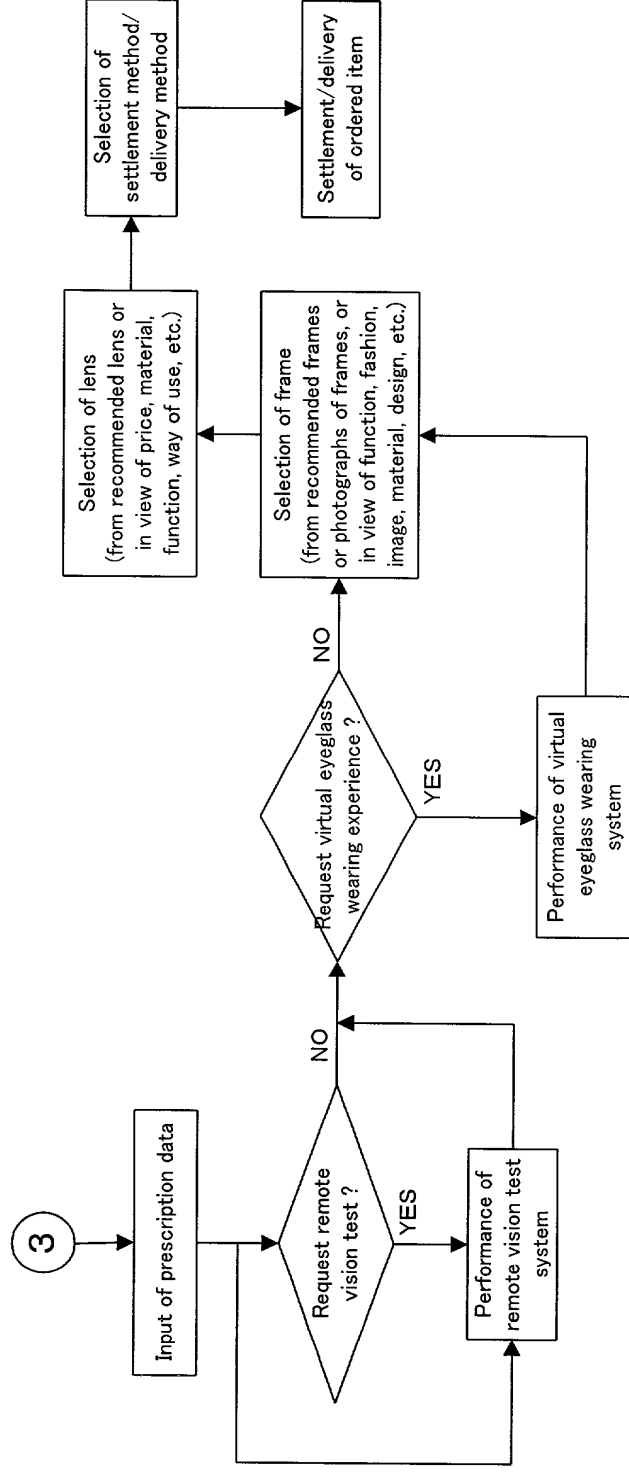 3
Input of prescription data
Request remote
vision test ?
NO
YES
Performance of
remote vision test
system
Request virtual eyeglass
wearing experience ?
NO
YES
Performance of virtual
eyeglass wearing
system
Selection of frame
(from recommended frames
or photographs of frames, or
in view of function, fashion,
image, material, design, etc.)
Selection of lens
(from recommended lens or
in view of price, material,
function, way of use, etc.)
Selection of
settlement method/
delivery method
Settlement/delivery
of ordered item